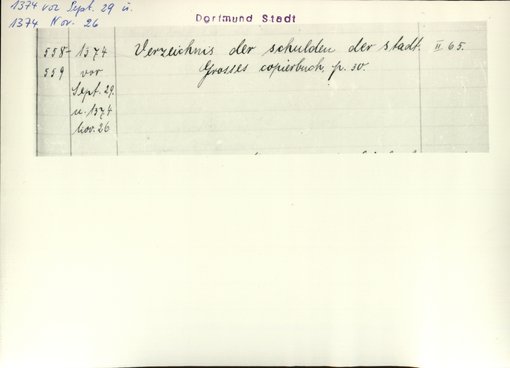 1374 vor Sept. 29 u.
1374 Nov. 26
Dortmund Stadt
558- 1374 Verzeichnis der schulden der stadt. II 65.
559 vor Grosses copierbuch, p. 30.
Sept. 29.
u. 1374
Nov. 26